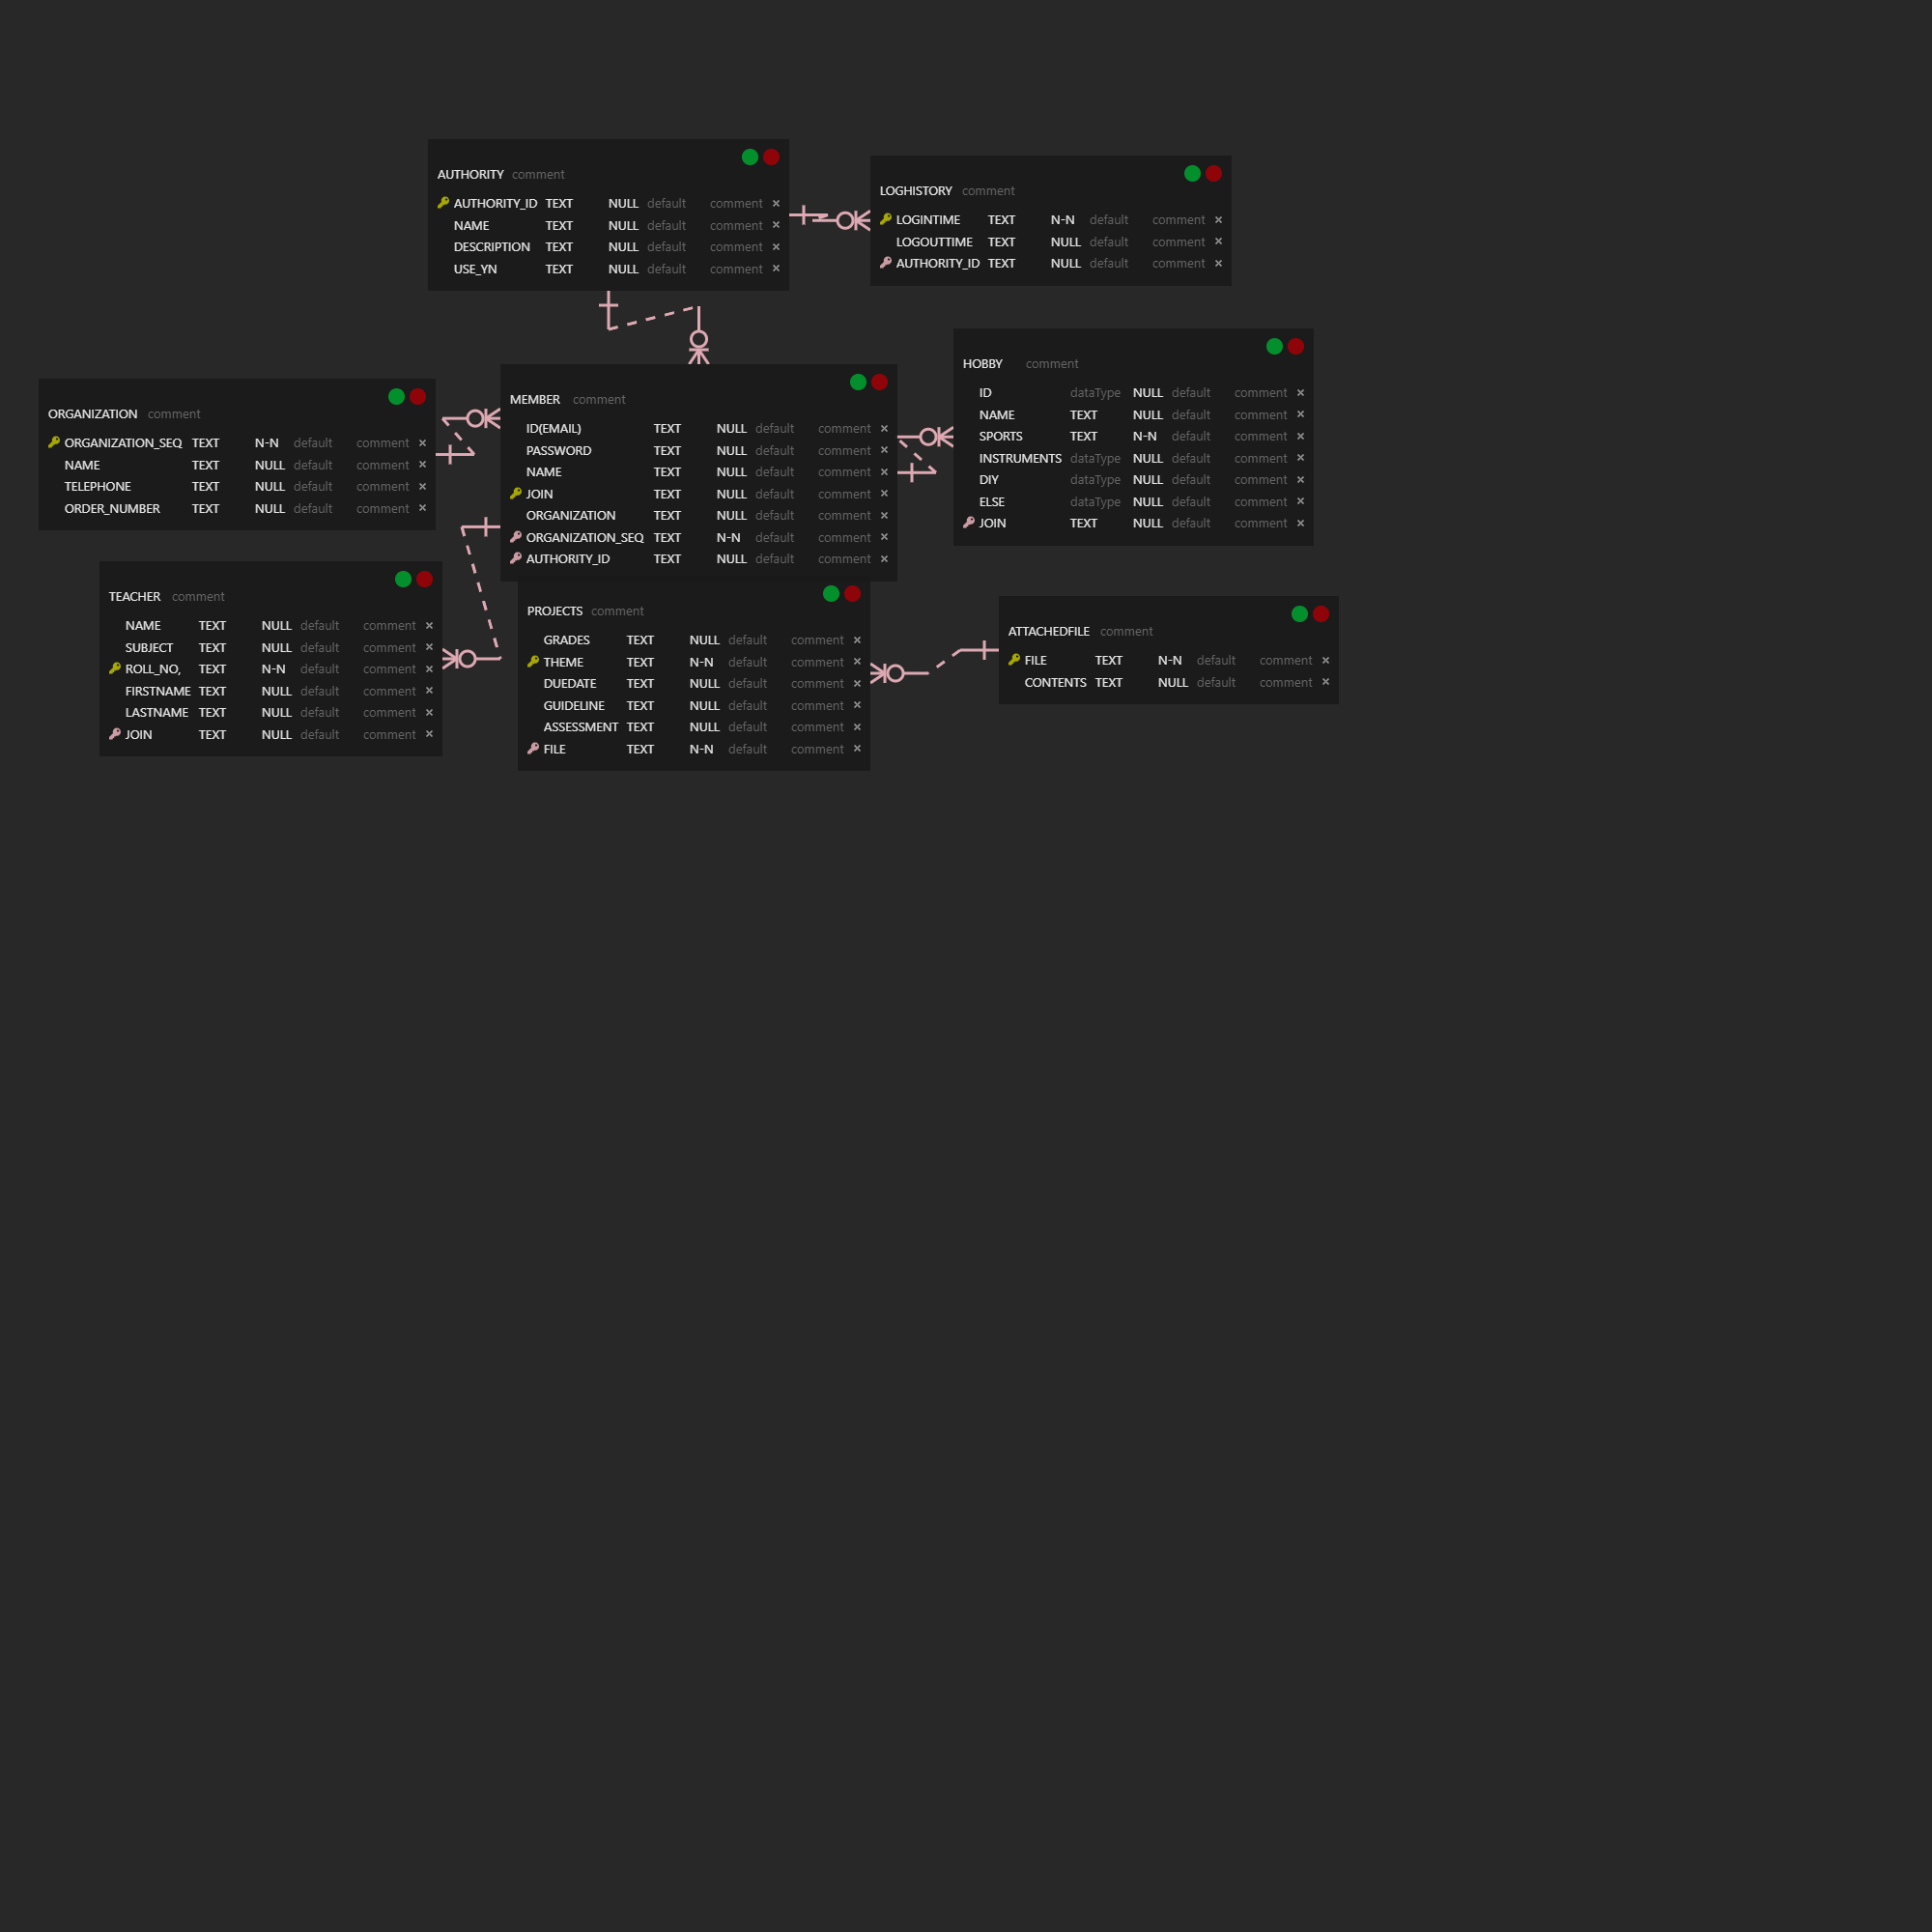 AUTHORITY comment
AUTHORITY_ID TEXT NULL default comment ×
NAME TEXT NULL default comment ×
DESCRIPTION TEXT NULL default comment ×
USE_YN TEXT NULL default comment ×
LOGHISTORY comment
LOGINTIME TEXT N-N default comment ×
LOGOUTTIME TEXT NULL default comment ×
AUTHORITY_ID TEXT NULL default comment ×
HOBBY comment
ID dataType NULL default comment ×
NAME TEXT NULL default comment ×
SPORTS TEXT N-N default comment ×
INSTRUMENTS dataType NULL default comment ×
DIY dataType NULL default comment ×
ELSE dataType NULL default comment ×
JOIN TEXT NULL default comment ×
MEMBER comment
ID(EMAIL) TEXT NULL default comment ×
PASSWORD TEXT NULL default comment ×
NAME TEXT NULL default comment ×
JOIN TEXT NULL default comment ×
ORGANIZATION TEXT NULL default comment ×
ORGANIZATION_SEQ TEXT N-N default comment ×
AUTHORITY_ID TEXT NULL default comment ×
ORGANIZATION comment
ORGANIZATION_SEQ TEXT N-N default comment ×
NAME TEXT NULL default comment ×
TELEPHONE TEXT NULL default comment ×
ORDER_NUMBER TEXT NULL default comment ×
TEACHER comment
NAME TEXT NULL default comment ×
SUBJECT TEXT NULL default comment ×
ROLL_NO, TEXT N-N default comment ×
FIRSTNAME TEXT NULL default comment ×
LASTNAME TEXT NULL default comment ×
JOIN TEXT NULL default comment ×
PROJECTS comment
GRADES TEXT NULL default comment ×
THEME TEXT N-N default comment ×
DUEDATE TEXT NULL default comment ×
GUIDELINE TEXT NULL default comment ×
ASSESSMENT TEXT NULL default comment ×
FILE TEXT N-N default comment ×
ATTACHEDFILE comment
FILE TEXT N-N default comment ×
CONTENTS TEXT NULL default comment ×